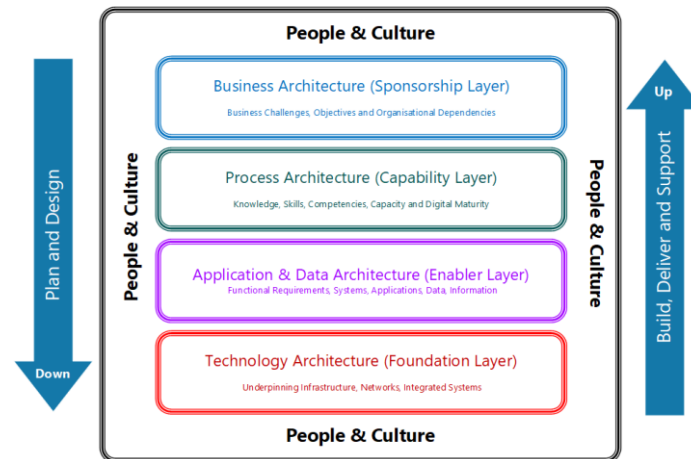 People & Culture
Business Architecture (Sponsorship Layer)
Business Challenges, Objectives and Organisational Dependencies
Process Architecture (Capability Layer)
Knowledge, Skills, Competencies, Capacity and Digital Maturity
Application & Data Architecture (Enabler Layer)
Functional Requirements, Systems, Applications, Data, Information
Technology Architecture (Foundation Layer)
Underpinning Infrastructure, Networks, Integrated Systems
People & Culture
People & Culture
People & Culture
Plan and Design
Down
Up
Build, Deliver and Support